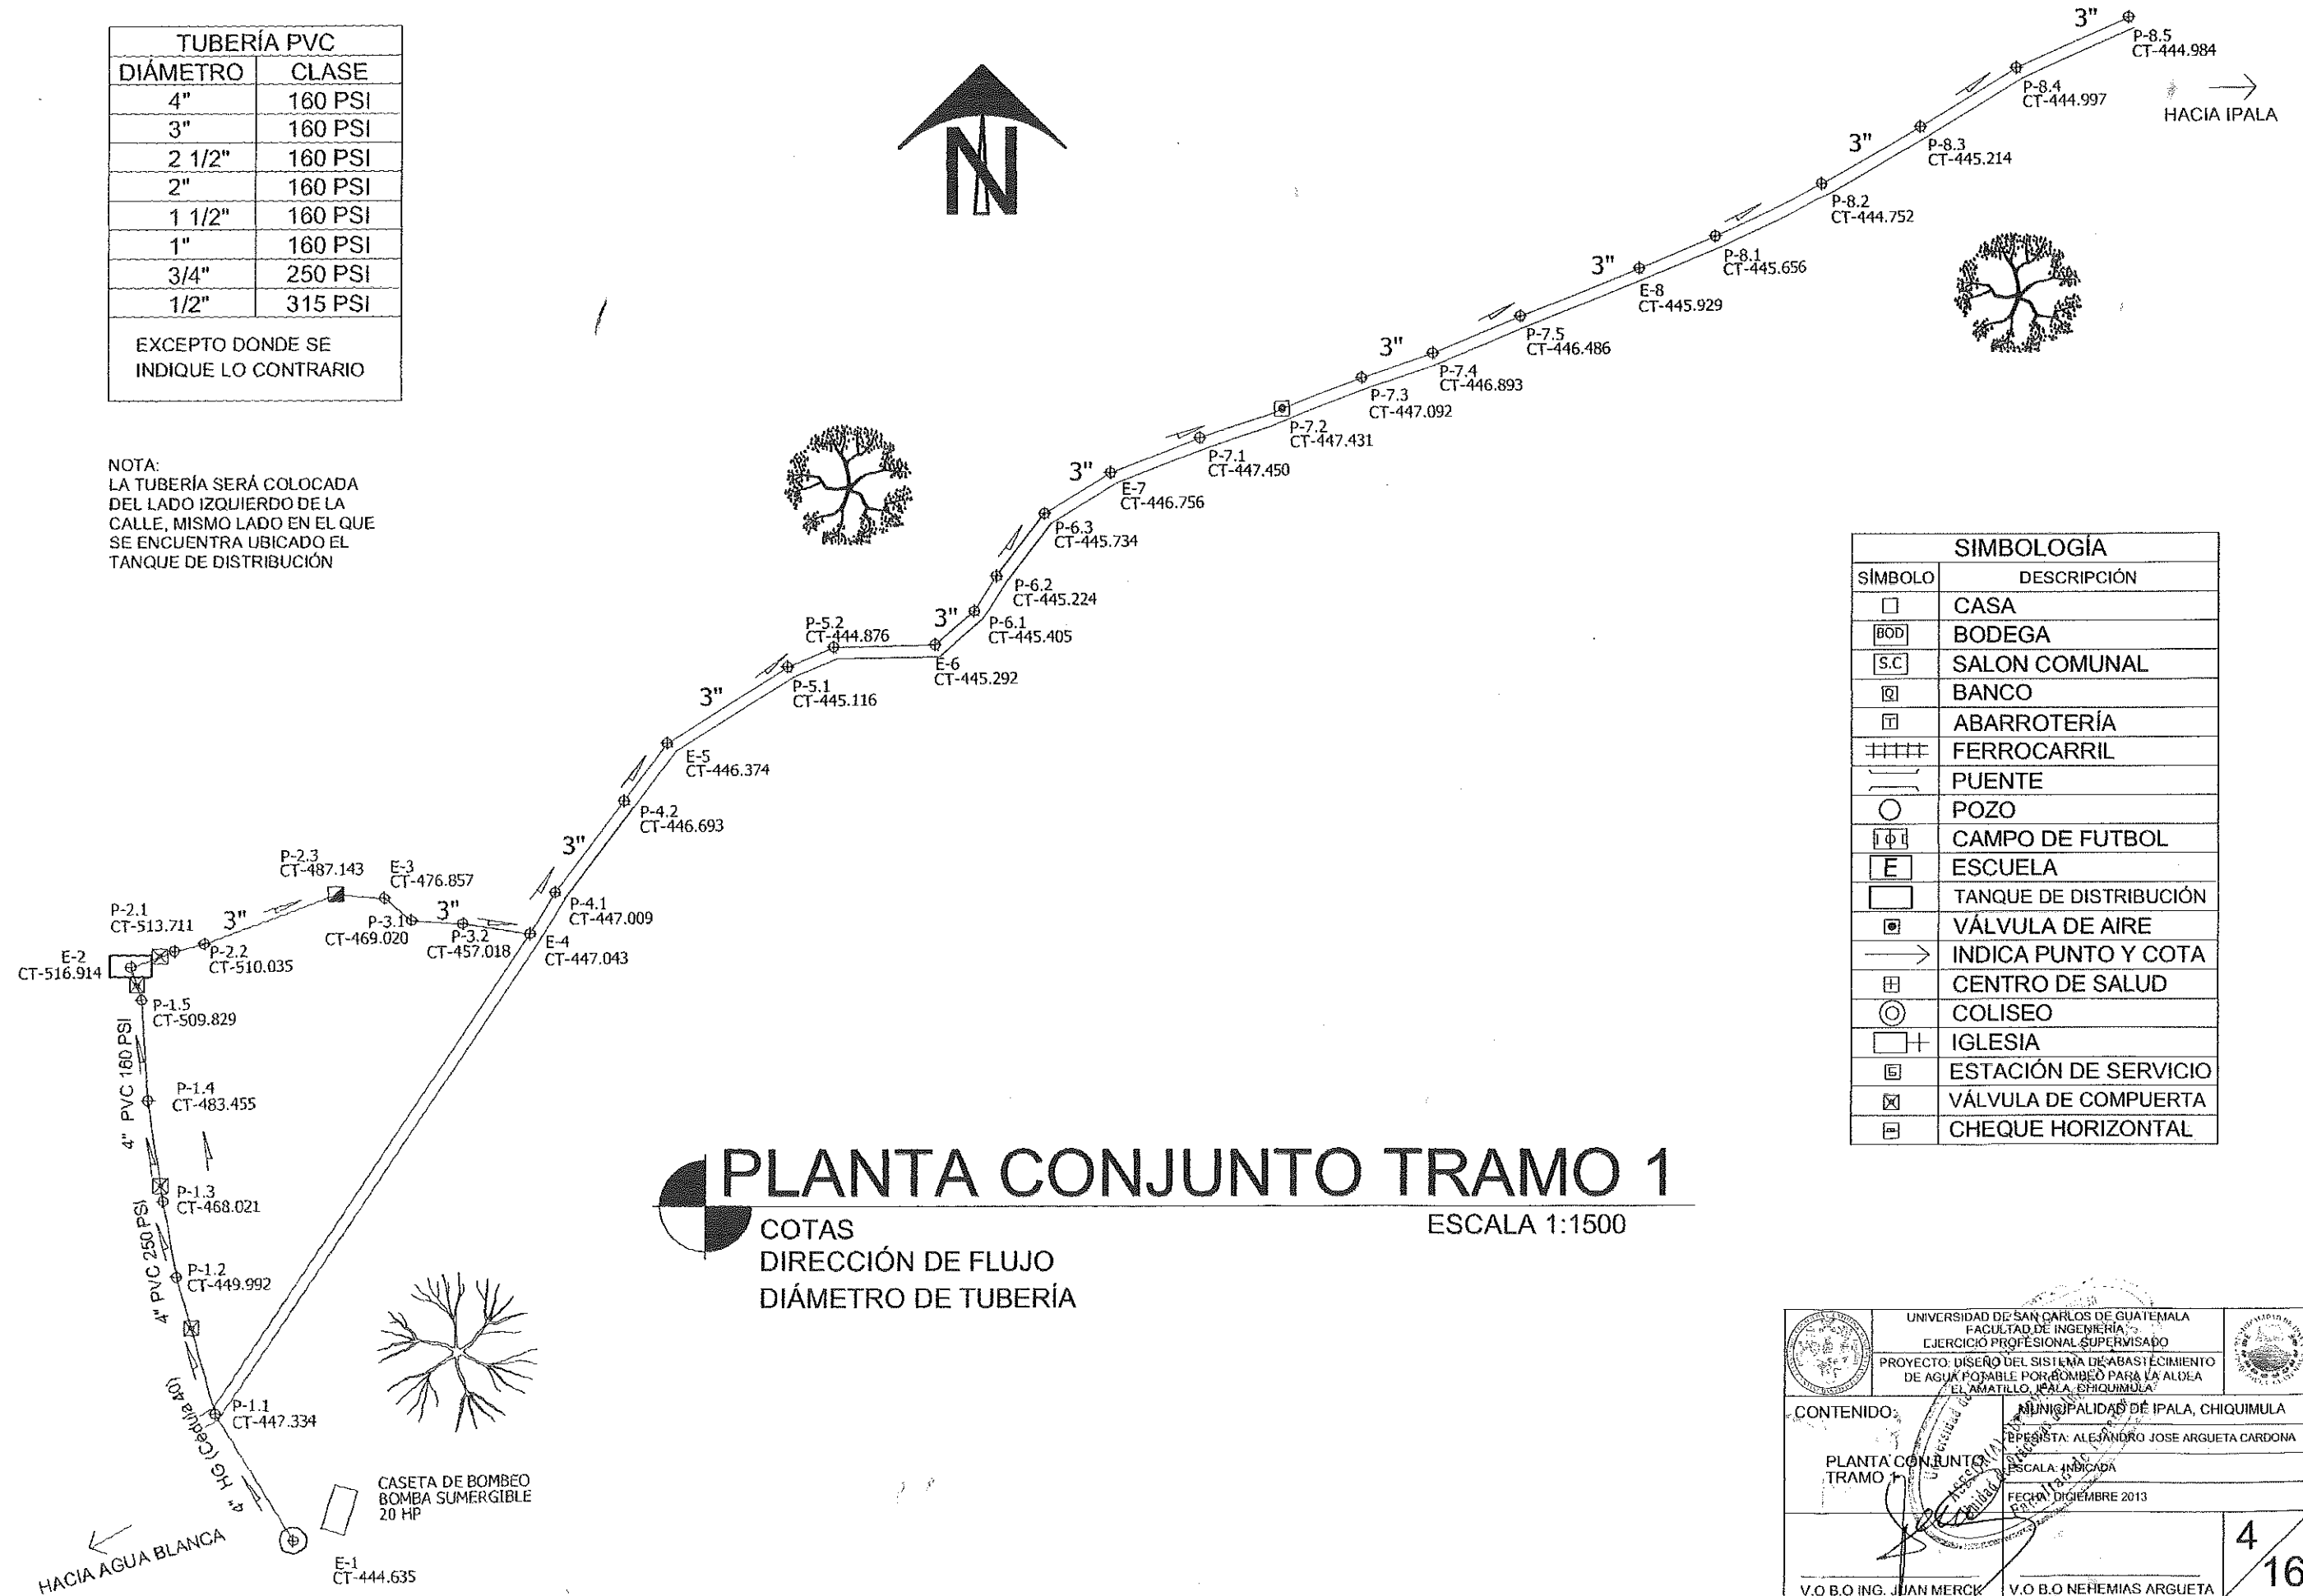 TUBERÍA PVC
DIÁMETRO CLASE
4" 160 PSI
3" 160 PSI
2 1/2" 160 PSI
2" 160 PSI
1 1/2" 160 PSI
1" 160 PSI
3/4" 250 PSI
1/2" 315 PSI
EXCEPTO DONDE SE
INDIQUE LO CONTRARIO
NOTA:
LA TUBERÍA SERÁ COLOCADA
DEL LADO IZQUIERDO DE LA
CALLE, MISMO LADO EN EL QUE
SE ENCUENTRA UBICADO EL
TANQUE DE DISTRIBUCIÓN
N
3"
P-8.5
CT-444.984
P-8.4
CT-444.997
HACIA IPALA
3"
P-8.3
CT-445.214
P-8.2
CT-444.752
P-8.1
CT-445.656
3"
E-8
CT-445.929
P-7.5
CT-446.486
3"
P-7.4
CT-446.893
P-7.3
CT-447.092
P-7.2
CT-447.431
P-7.1
CT-447.450
3"
E-7
CT-446.756
P-6.3
CT-445.734
P-6.2
CT-445.224
3"
P-6.1
CT-445.405
P-5.2
CT-444.876
E-6
CT-445.292
P-5.1
CT-445.116
3"
E-5
CT-446.374
P-4.2
CT-446.693
3"
P-4.1
CT-447.009
E-4
CT-447.043
P-2.3
CT-487.143
E-3
CT-476.857
3"
P-3.1
CT-469.020
P-3.2
CT-457.018
P-2.1
CT-513.711
3"
P-2.2
CT-510.035
E-2
CT-516.914
P-1.5
CT-509.829
4" PVC 160 PSI
P-1.4
CT-483.455
P-1.3
CT-468.021
4" PVC 250 PSI
P-1.2
CT-449.992
P-1.1
CT-447.334
4" HG (Cédula 40)
CASETA DE BOMBEO
BOMBA SUMERGIBLE
20 HP
E-1
CT-444.635
HACIA AGUA BLANCA
PLANTA CONJUNTO TRAMO 1
ESCALA 1:1500
COTAS
DIRECCIÓN DE FLUJO
DIÁMETRO DE TUBERÍA
SIMBOLOGÍA
SÍMBOLO DESCRIPCIÓN
CASA
BOD BODEGA
S.C SALON COMUNAL
BANCO
T ABARROTERÍA
FERROCARRIL
PUENTE
POZO
CAMPO DE FUTBOL
E ESCUELA
TANQUE DE DISTRIBUCIÓN
VÁLVULA DE AIRE
INDICA PUNTO Y COTA
CENTRO DE SALUD
COLISEO
IGLESIA
ESTACIÓN DE SERVICIO
VÁLVULA DE COMPUERTA
CHEQUE HORIZONTAL
UNIVERSIDAD DE SAN CARLOS DE GUATEMALA
FACULTAD DE INGENIERÍA
EJERCICIO PROFESIONAL SUPERVISADO
PROYECTO: DISEÑO DEL SISTEMA DE ABASTECIMIENTO
DE AGUA POTABLE POR BOMBEO PARA LA ALDEA
EL AMATILLO, IPALA, CHIQUIMULA
CONTENIDO:
PLANTA CONJUNTO
TRAMO 1
MUNICIPALIDAD DE IPALA, CHIQUIMULA
EPESISTA: ALEJANDRO JOSE ARGUETA CARDONA
ESCALA: INDICADA
FECHA: DICIEMBRE 2013
V.O B.O ING. JUAN MERCK
V.O B.O NEHEMIAS ARGUETA
4/16